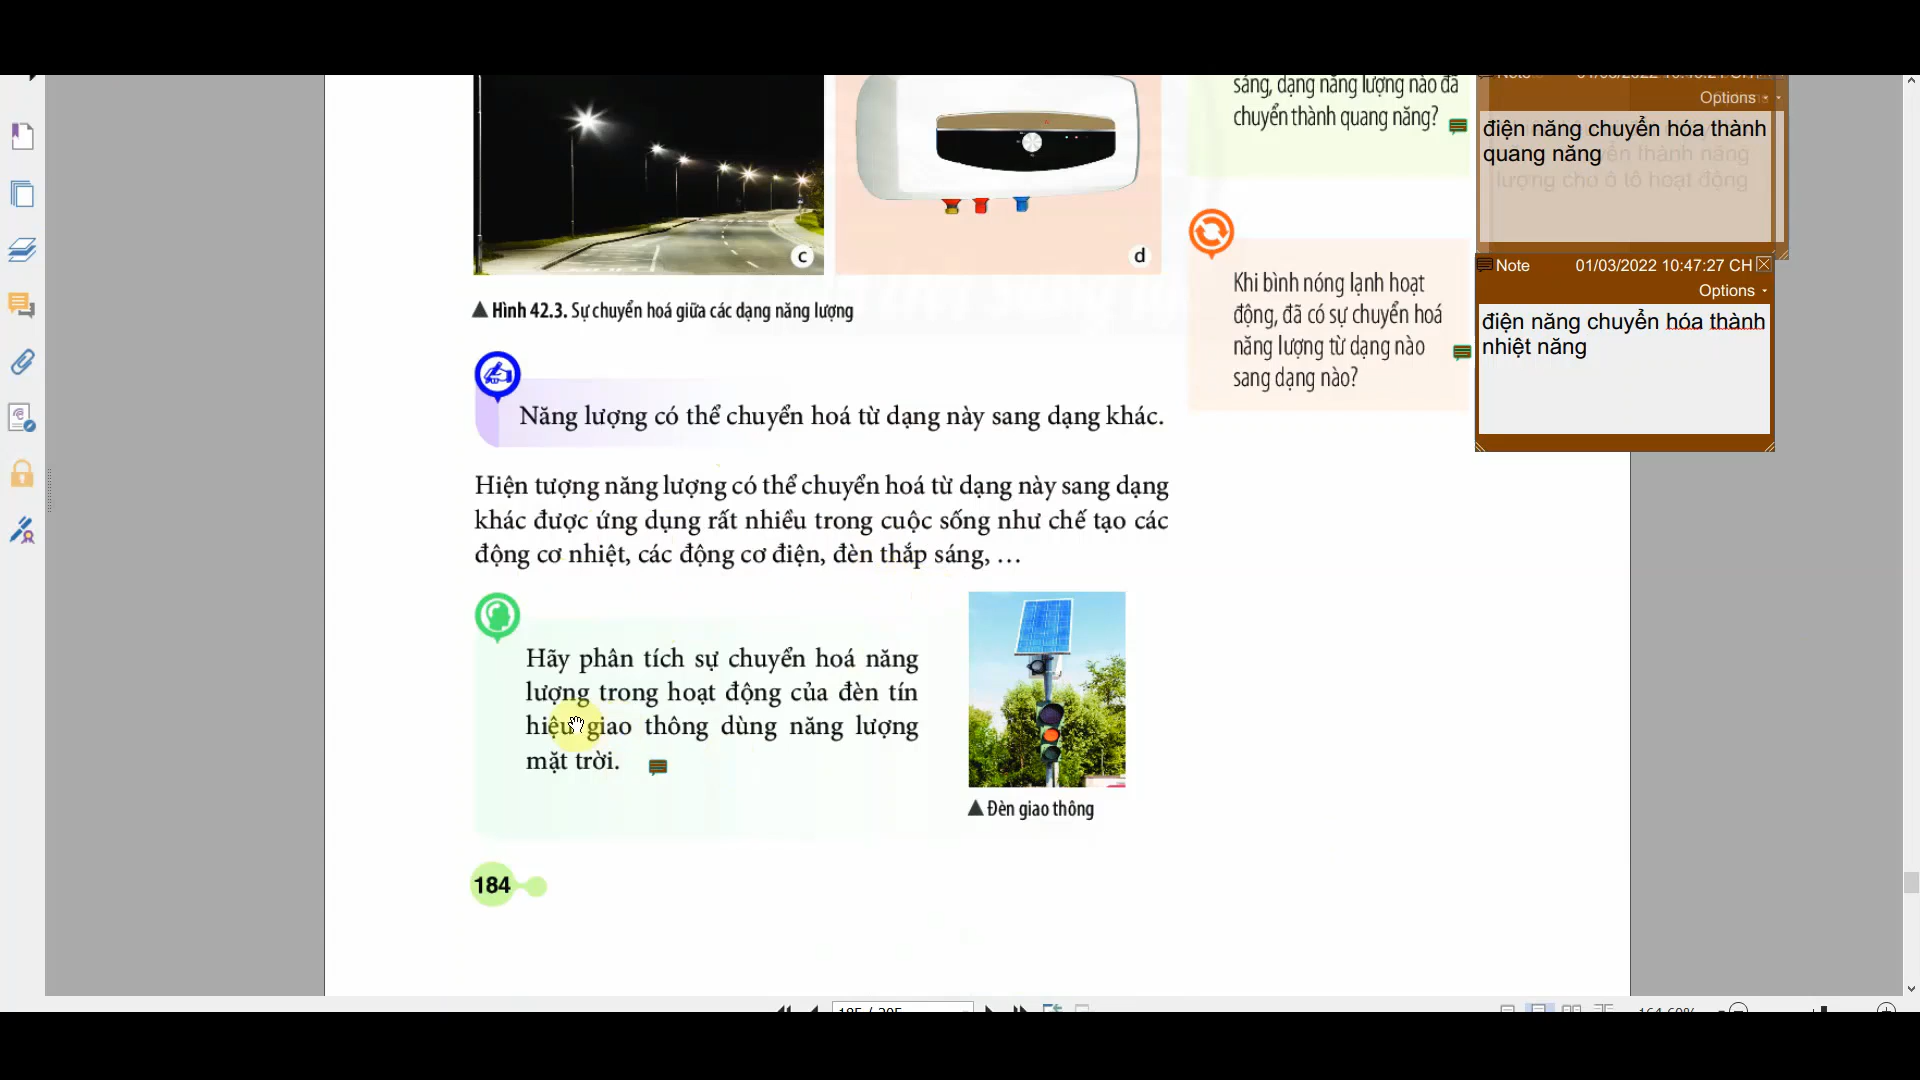 sáng, dạng năng lượng nào đã
chuyển thành quang năng?
Options
điện năng chuyển hóa thành
quang năng
lượng cho ô tô hoạt động
c
d
Hình 42.3. Sự chuyển hoá giữa các dạng năng lượng
Khi bình nóng lạnh hoạt
động, đã có sự chuyển hoá
năng lượng từ dạng nào
sang dạng nào?
Note 01/03/2022 10:47:27 CH
Options
điện năng chuyển hóa thành
nhiệt năng
Năng lượng có thể chuyển hoá từ dạng này sang dạng khác.
Hiện tượng năng lượng có thể chuyển hoá từ dạng này sang dạng
khác được ứng dụng rất nhiều trong cuộc sống như chế tạo các
động cơ nhiệt, các động cơ điện, đèn thắp sáng, …
Hãy phân tích sự chuyển hoá năng
lượng trong hoạt động của đèn tín
hiệu giao thông dùng năng lượng
mặt trời.
Đèn giao thông
184